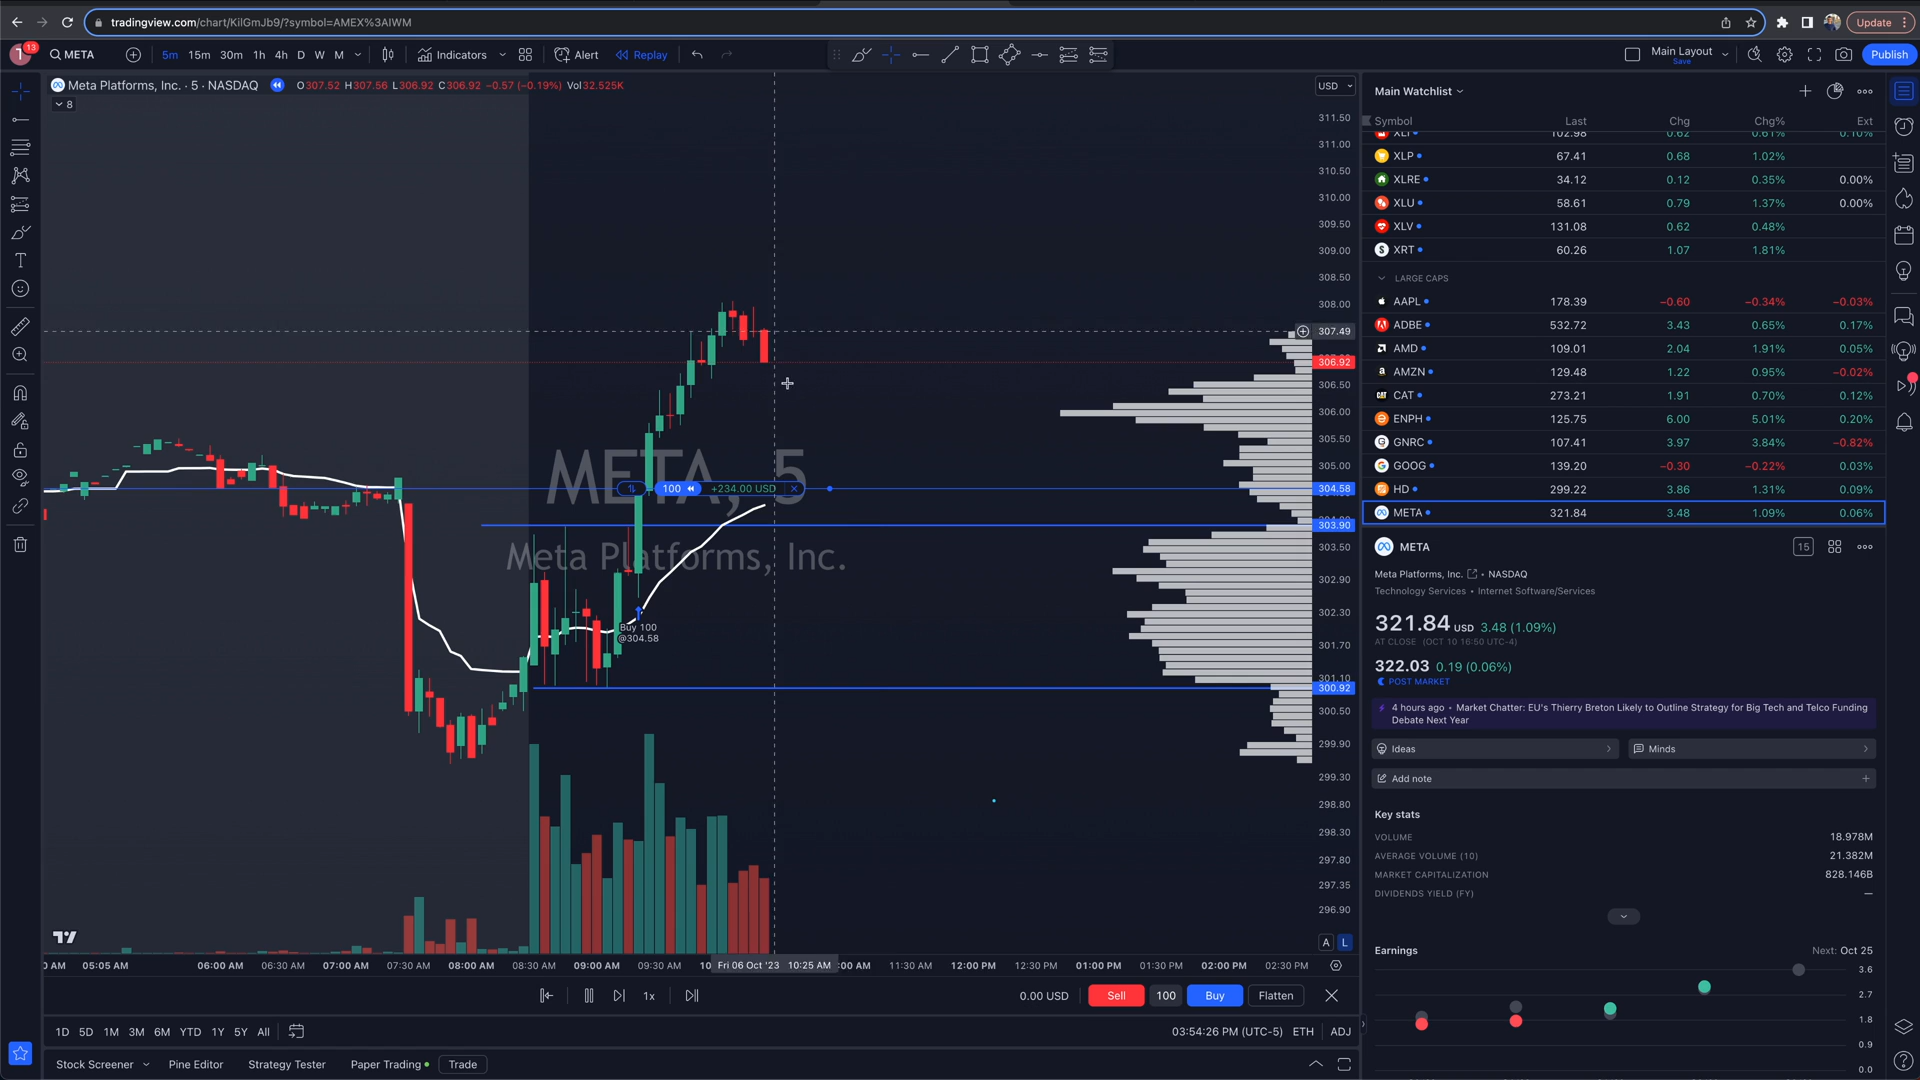 tradingview.com/chart/KilGmJb9/?symbol=AMEX%3AIWM
Update
13
META
5m 15m 30m 1h 4h D W M
Indicators
Alert
Replay
Main Layout
Save
Publish
Meta Platforms, Inc. · 5 · NASDAQ
O307.52 H307.56 L306.92 C306.92 −0.57 (−0.19%) Vol32.525K
8
USD
META, 5
Meta Platforms, Inc.
100
+234.00 USD
Buy 100
@304.58
311.50
311.00
310.50
310.00
309.50
309.00
308.50
308.00
307.49
306.92
306.50
306.00
305.50
305.00
304.58
303.90
303.50
302.90
302.30
301.70
301.10
300.92
300.50
299.90
299.30
298.80
298.30
297.80
297.35
296.90
A L
AM 05:05 AM 06:00 AM 06:30 AM 07:00 AM 07:30 AM 08:00 AM 08:30 AM 09:00 AM 09:30 AM Fri 06 Oct '23 10:25 AM 11:30 AM 12:00 PM 12:30 PM 01:00 PM 01:30 PM 02:00 PM 02:30 PM
1x
0.00 USD Sell 100 Buy Flatten
1D 5D 1M 3M 6M YTD 1Y 5Y All
03:54:26 PM (UTC-5) ETH ADJ
Stock Screener Pine Editor Strategy Tester Paper Trading Trade
Main Watchlist
Symbol Last Chg Chg% Ext
XLI 102.98 0.62 0.61% 0.10%
XLP 67.41 0.68 1.02%
XLRE 34.12 0.12 0.35% 0.00%
XLU 58.61 0.79 1.37% 0.00%
XLV 131.08 0.62 0.48%
XRT 60.26 1.07 1.81%
LARGE CAPS
AAPL 178.39 −0.60 −0.34% −0.03%
ADBE 532.72 3.43 0.65% 0.17%
AMD 109.01 2.04 1.91% 0.05%
AMZN 129.48 1.22 0.95% −0.02%
CAT 273.21 1.91 0.70% 0.12%
ENPH 125.75 6.00 5.01% 0.20%
GNRC 107.41 3.97 3.84% −0.82%
GOOG 139.20 −0.30 −0.22% 0.03%
HD 299.22 3.86 1.31% 0.09%
META 321.84 3.48 1.09% 0.06%
META
15
Meta Platforms, Inc. • NASDAQ
Technology Services • Internet Software/Services
321.84 USD 3.48 (1.09%)
AT CLOSE (OCT 10 16:50 UTC-4)
322.03 0.19 (0.06%)
POST MARKET
4 hours ago • Market Chatter: EU's Thierry Breton Likely to Outline Strategy for Big Tech and Telco Funding
Debate Next Year
Ideas
Minds
Add note
Key stats
VOLUME 18.978M
AVERAGE VOLUME (10) 21.382M
MARKET CAPITALIZATION 828.146B
DIVIDENDS YIELD (FY) —
Earnings Next: Oct 25
3.6
2.7
1.8
0.9
0.0